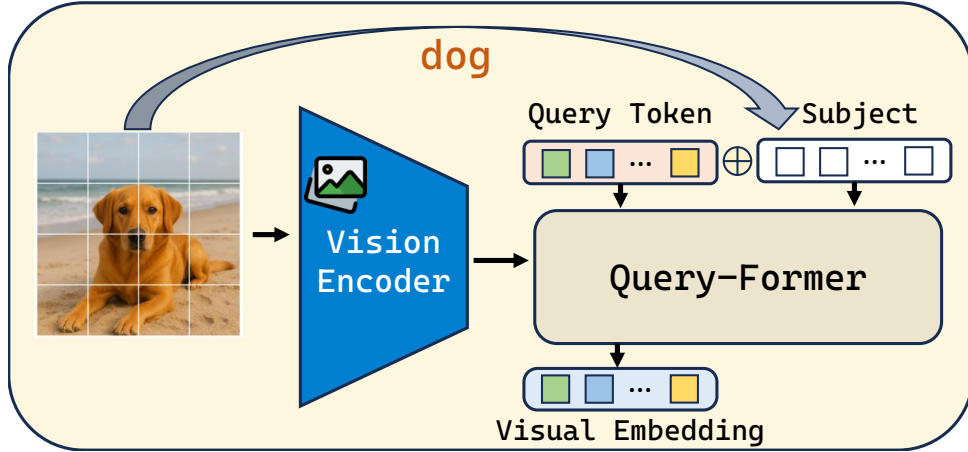 dog
Query Token
Subject
...
...
Vision
Encoder
Query-Former
...
Visual Embedding